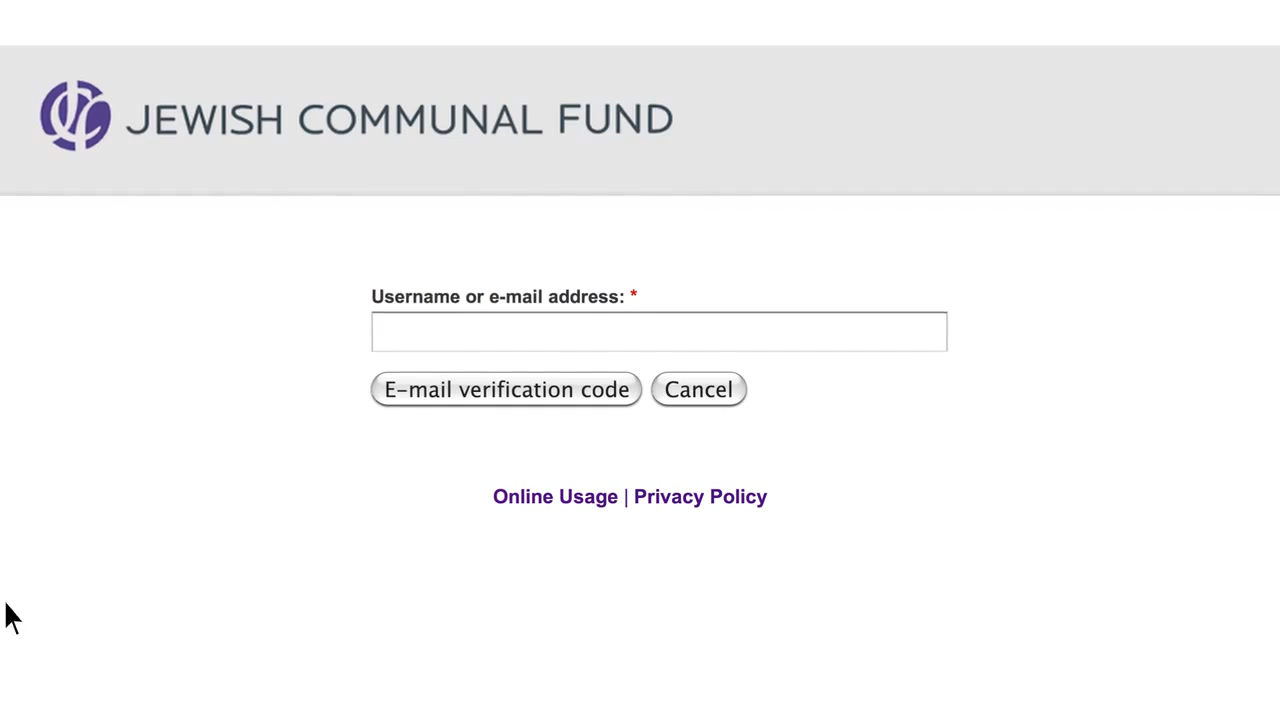 JEWISH COMMUNAL FUND
Username or e-mail address: *
E-mail verification code Cancel
Online Usage | Privacy Policy